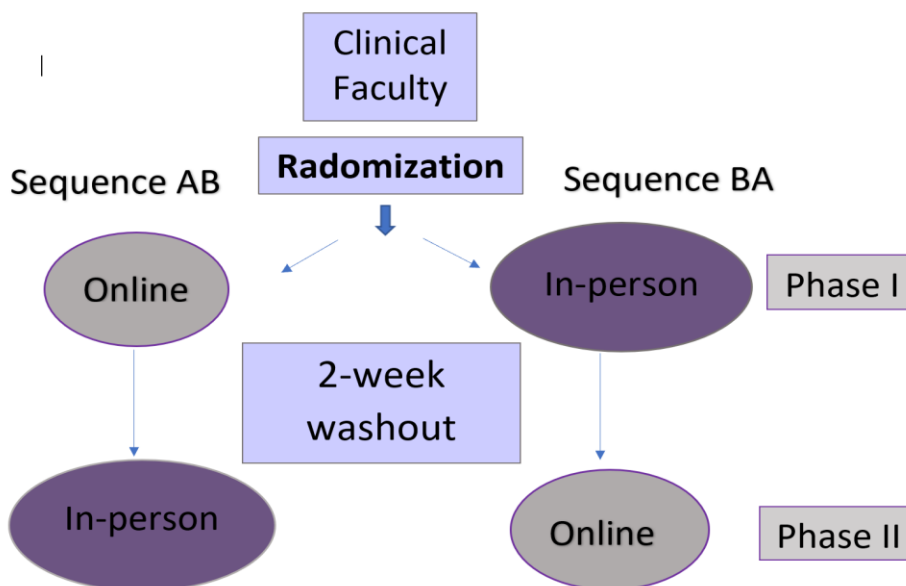 Clinical
Faculty
Radomization
Sequence AB
Sequence BA
Online
In-person
Phase I
2-week
washout
In-person
Online
Phase II